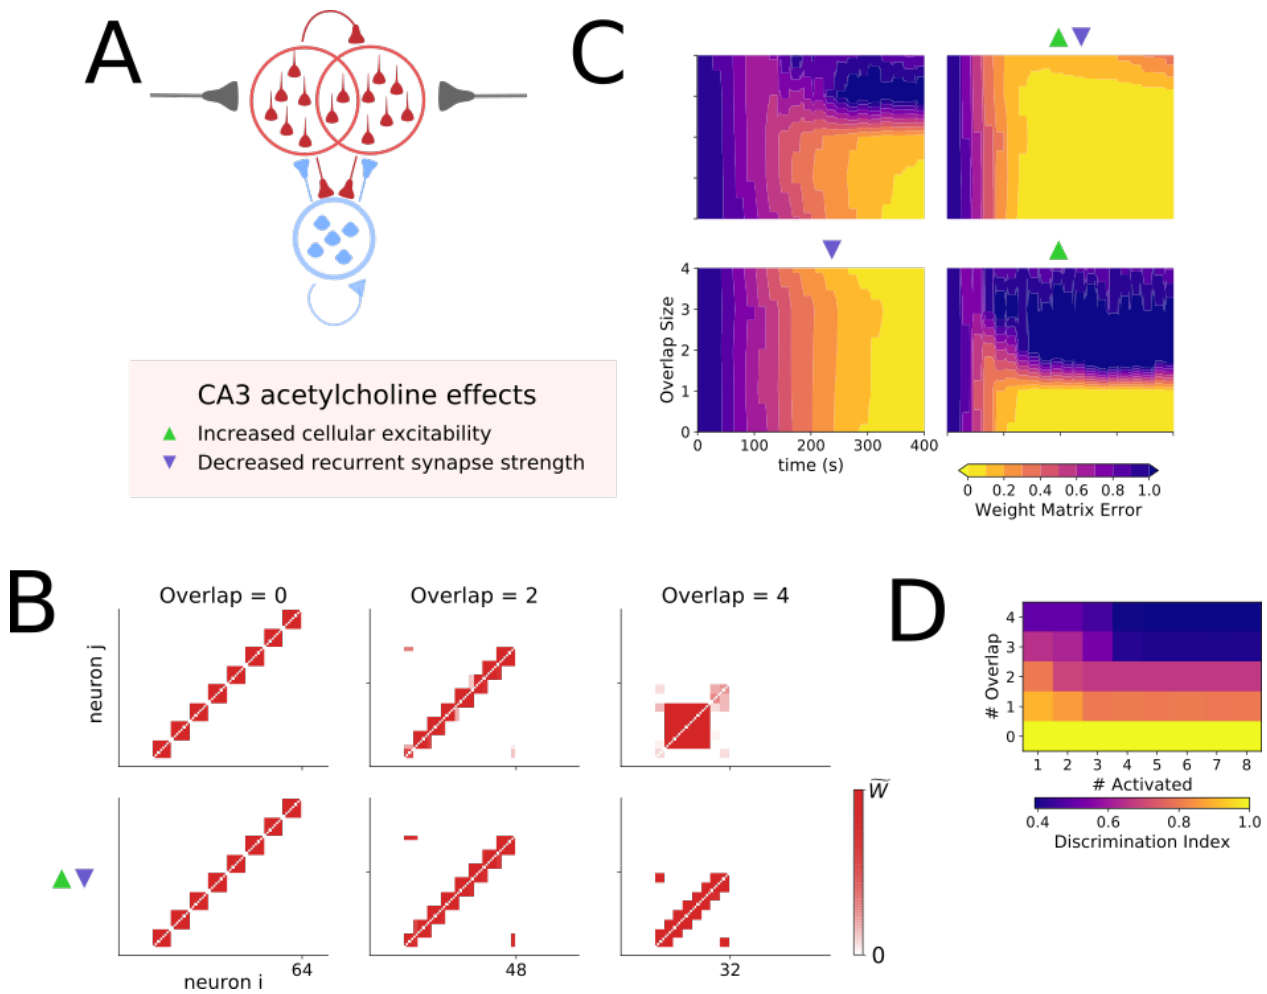 A
CA3 acetylcholine effects
▲ Increased cellular excitability
▼ Decreased recurrent synapse strength
C
▲ ▼
▼
▲
Overlap Size
4
3
2
1
0
0 100 200 300 400
time (s)
0 0.2 0.4 0.6 0.8 1.0
Weight Matrix Error
B
Overlap = 0 Overlap = 2 Overlap = 4
neuron j
▲ ▼
64 48 32
neuron i
W̃
0
D
# Overlap
4
3
2
1
0
1 2 3 4 5 6 7 8
# Activated
0.4 0.6 0.8 1.0
Discrimination Index